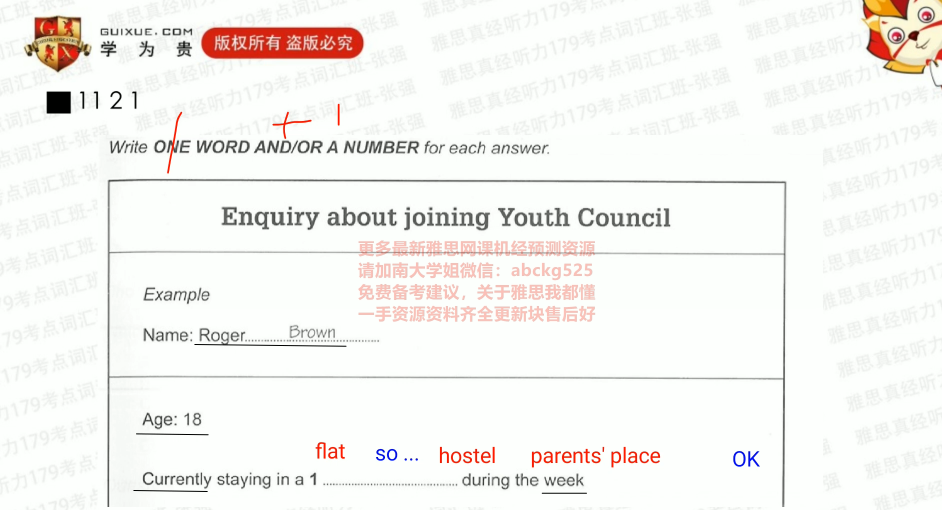 GUIXUE.COM
学为贵
版权所有 盗版必究
■1121
Write ONE WORD AND/OR A NUMBER for each answer.
Enquiry about joining Youth Council
更多最新雅思网课机经预测资源
请加南大学姐微信：abckg525
免费备考建议，关于雅思我都懂
一手资源资料齐全更新块售后好
Example
Name: Roger Brown
Age: 18
flat so ... hostel parents' place OK
Currently staying in a 1 ........................................ during the week
雅思真经听力179考点词汇班-张强